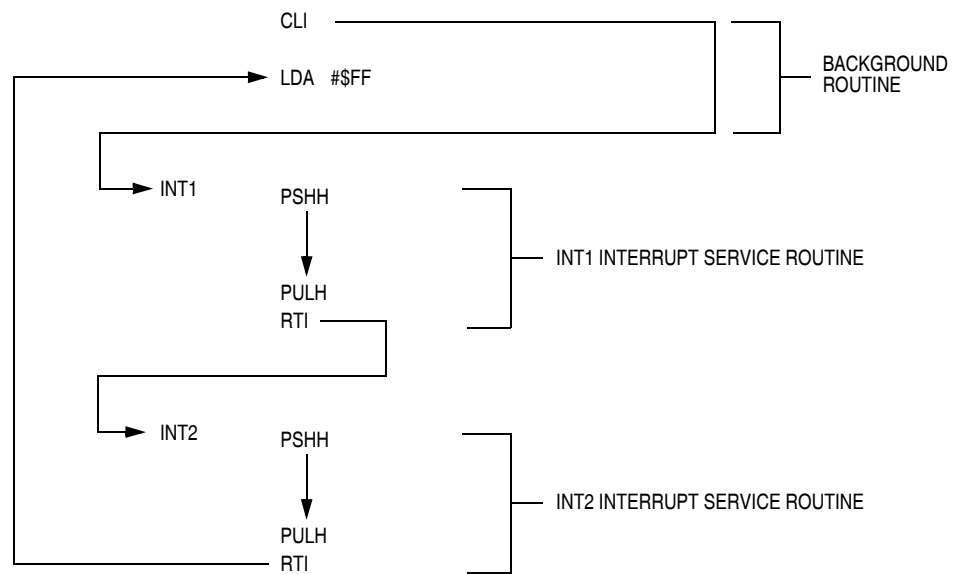 CLI
LDA #$FF
BACKGROUND
ROUTINE
INT1
PSHH
INT1 INTERRUPT SERVICE ROUTINE
PULH
RTI
INT2
PSHH
INT2 INTERRUPT SERVICE ROUTINE
PULH
RTI